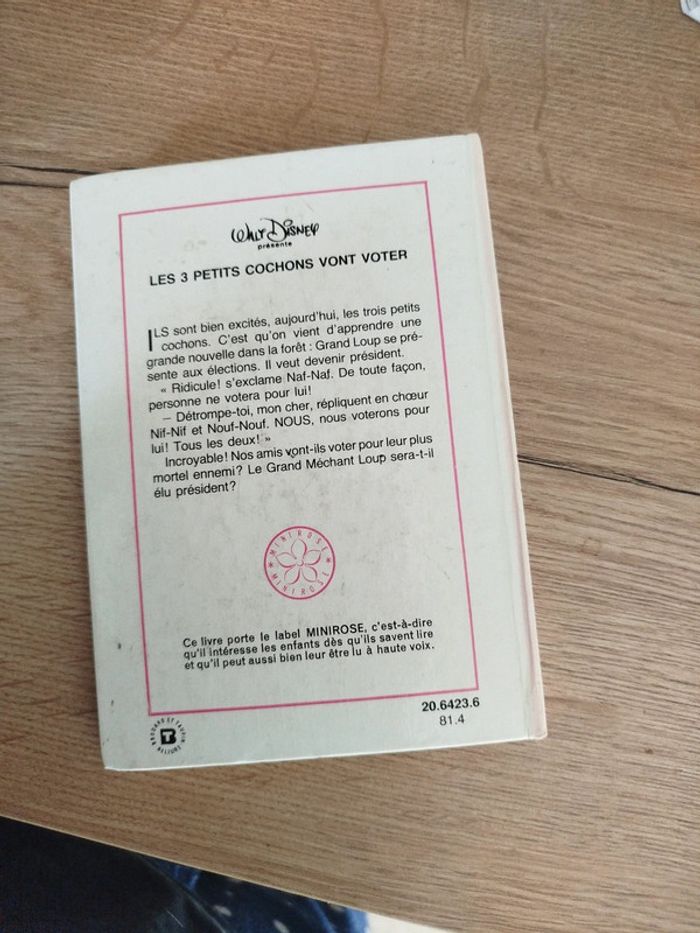 WALT DISNEY
présente
LES 3 PETITS COCHONS VONT VOTER
ILS sont bien excités, aujourd'hui, les trois petits
cochons. C'est qu'on vient d'apprendre une
grande nouvelle dans la forêt : Grand Loup se pré-
sente aux élections. Il veut devenir président.
« Ridicule! s'exclame Naf-Naf. De toute façon,
personne ne votera pour lui!
— Détrompe-toi, mon cher, répliquent en chœur
Nif-Nif et Nouf-Nouf. NOUS, nous voterons pour
lui! Tous les deux! »
Incroyable! Nos amis vont-ils voter pour leur plus
mortel ennemi? Le Grand Méchant Loup sera-t-il
élu président?
MINIROSE
MINIROSE
Ce livre porte le label MINIROSE, c'est-à-dire
qu'il intéresse les enfants dès qu'ils savent lire
et qu'il peut aussi bien leur être lu à haute voix.
20.6423.6
81.4
BRODARD ET TAUPIN
RELIEUR